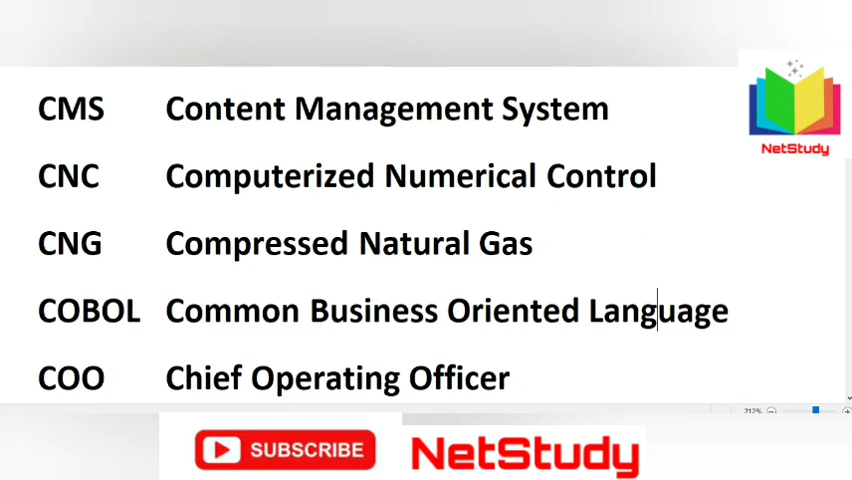 CMS Content Management System
NetStudy
CNC Computerized Numerical Control
CNG Compressed Natural Gas
COBOL Common Business Oriented Language
COO Chief Operating Officer
212%
SUBSCRIBE NetStudy